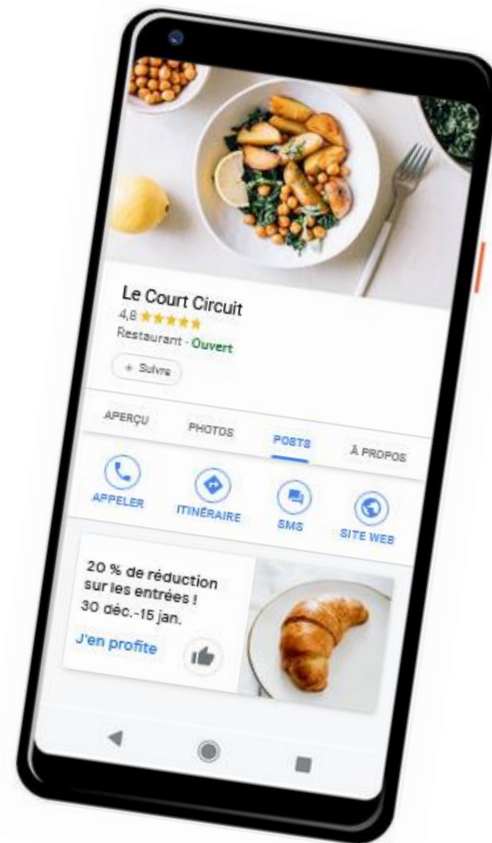 Le Court Circuit
4,8
Restaurant - Ouvert
+ Suivre
APERÇU PHOTOS POSTS À PROPOS
APPELER ITINÉRAIRE SMS SITE WEB
20 % de réduction
sur les entrées !
30 déc.-15 jan.
J'en profite